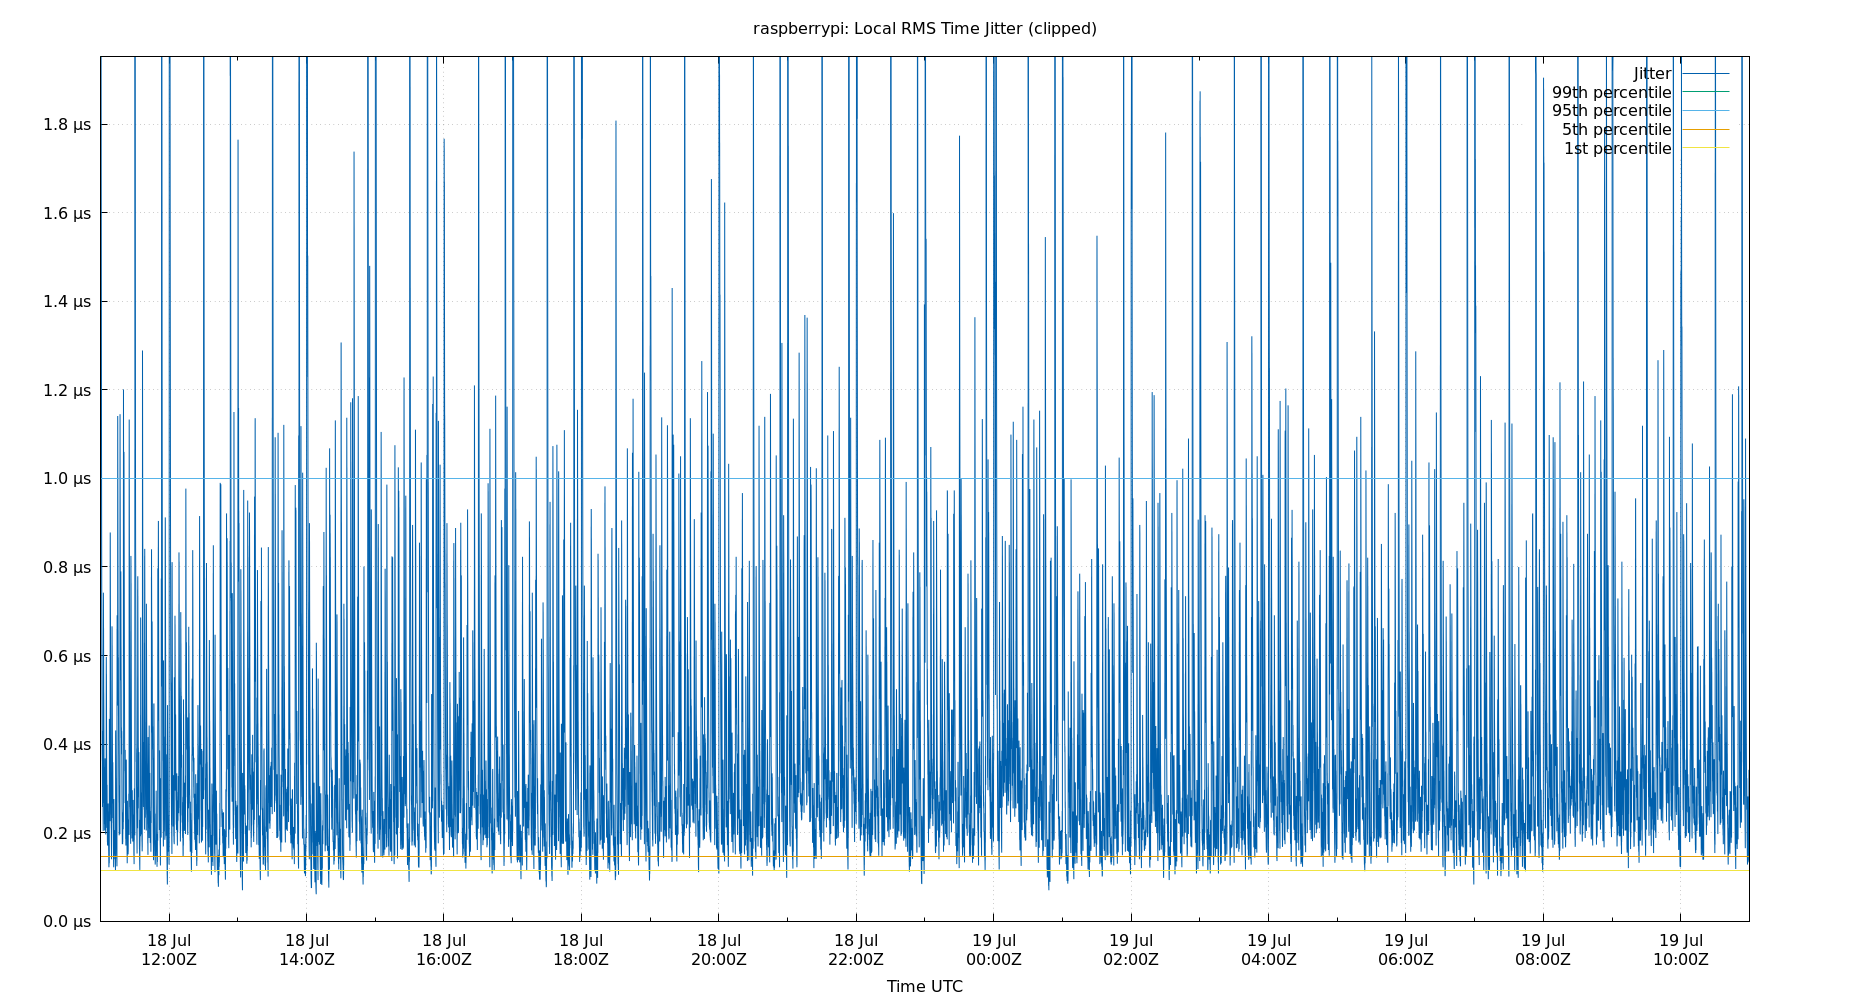 raspberrypi: Local RMS Time Jitter (clipped)
Jitter
99th percentile
95th percentile
5th percentile
1st percentile
1.8 µs
1.6 µs
1.4 µs
1.2 µs
1.0 µs
0.8 µs
0.6 µs
0.4 µs
0.2 µs
0.0 µs
18 Jul 18 Jul 18 Jul 18 Jul 18 Jul 18 Jul 19 Jul 19 Jul 19 Jul 19 Jul 19 Jul 19 Jul
12:00Z 14:00Z 16:00Z 18:00Z 20:00Z 22:00Z 00:00Z 02:00Z 04:00Z 06:00Z 08:00Z 10:00Z
Time UTC